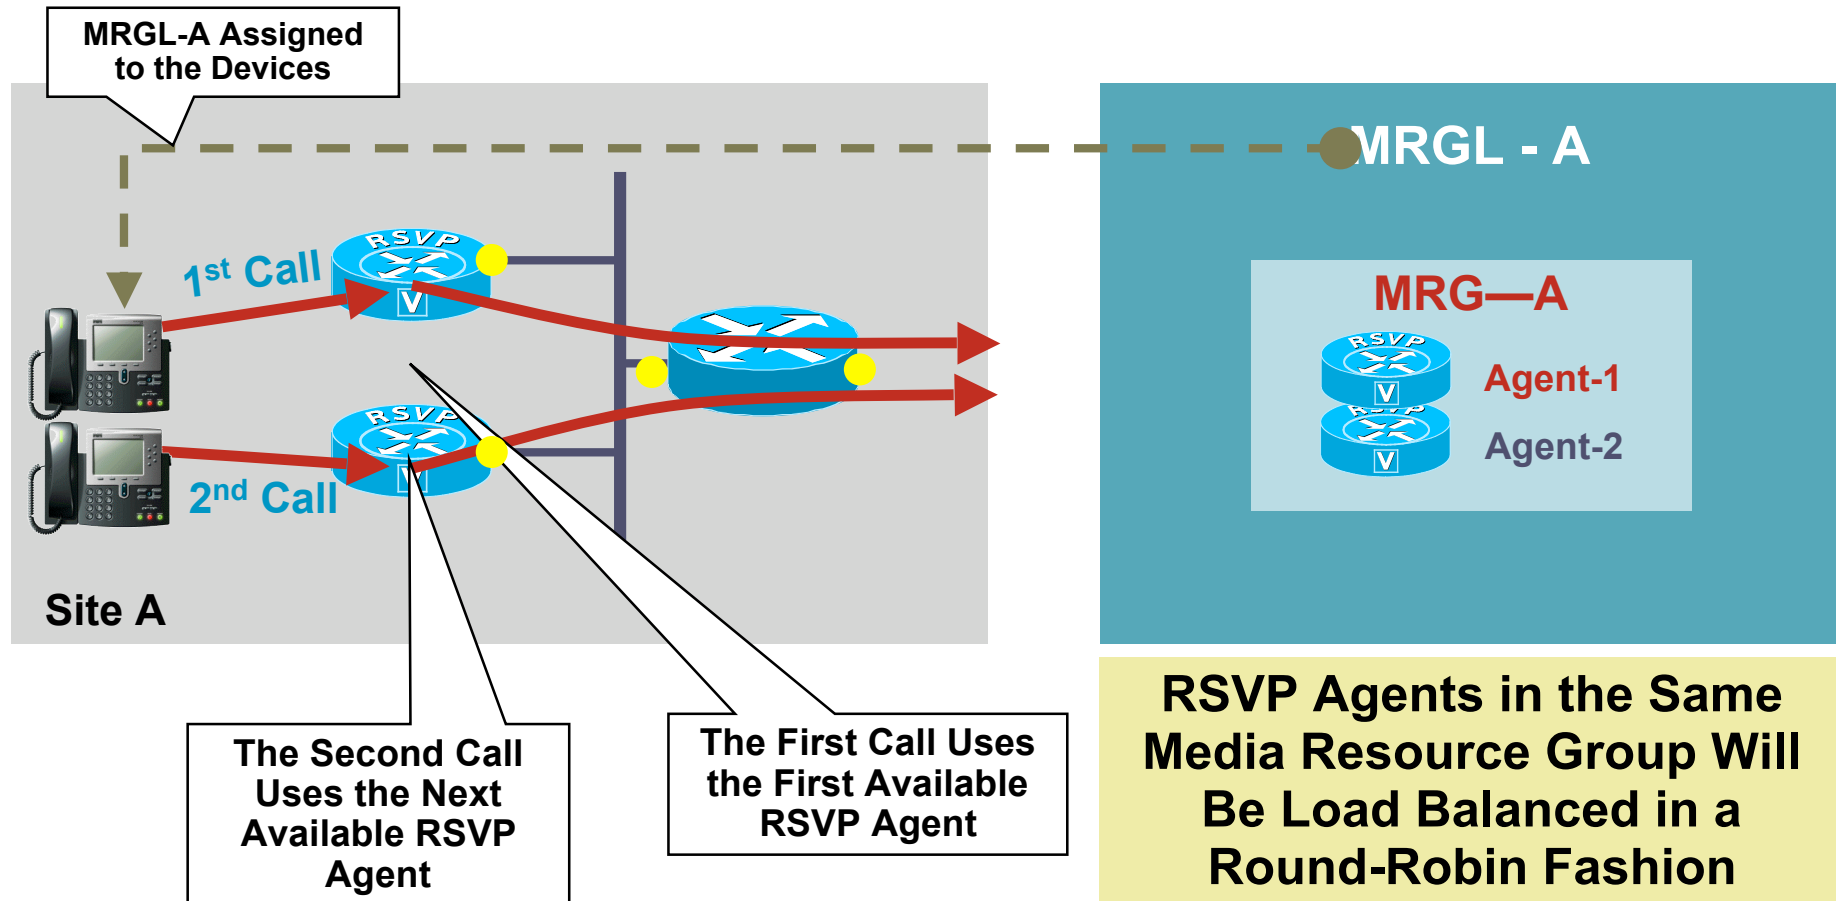 MRGL-A Assigned
to the Devices
MRGL - A
RSVP
1st Call
V
MRG—A
RSVP
V
Agent-1
RSVP
V
Agent-2
RSVP
V
2nd Call
Site A
The Second Call
Uses the Next
Available RSVP
Agent
The First Call Uses
the First Available
RSVP Agent
RSVP Agents in the Same
Media Resource Group Will
Be Load Balanced in a
Round-Robin Fashion